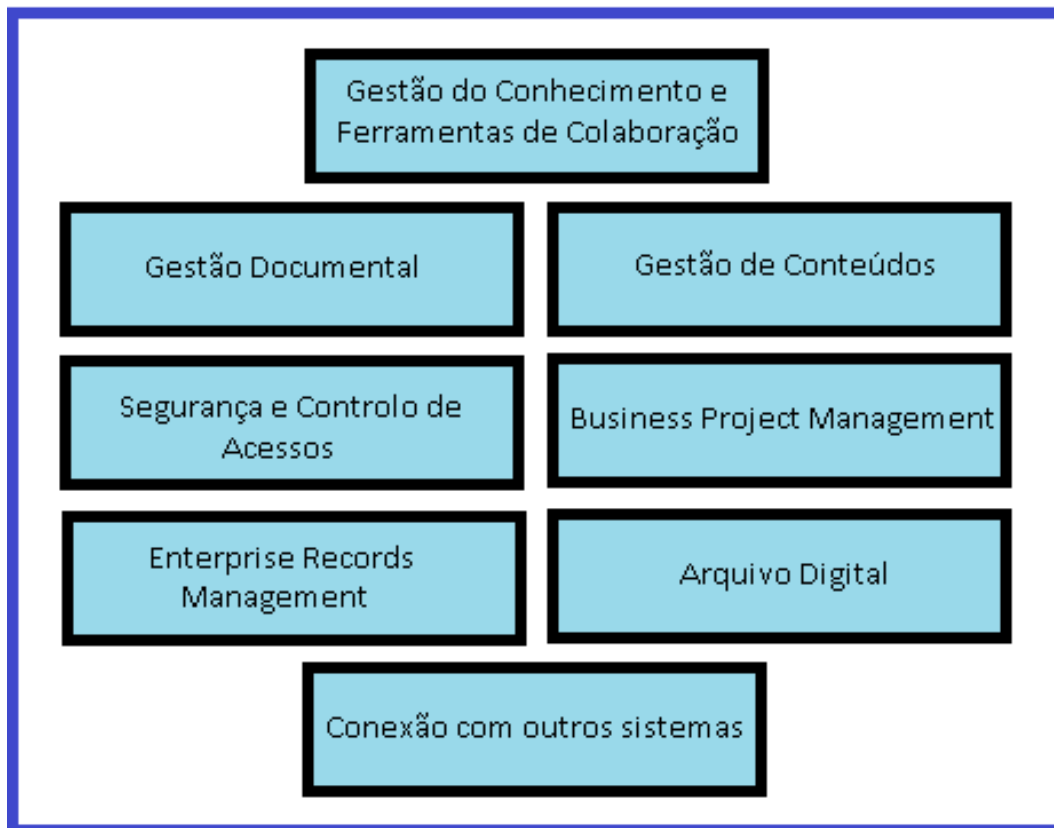 Gestão do Conhecimento e
Ferramentas de Colaboração
Gestão Documental
Gestão de Conteúdos
Segurança e Controlo de
Acessos
Business Project Management
Enterprise Records
Management
Arquivo Digital
Conexão com outros sistemas